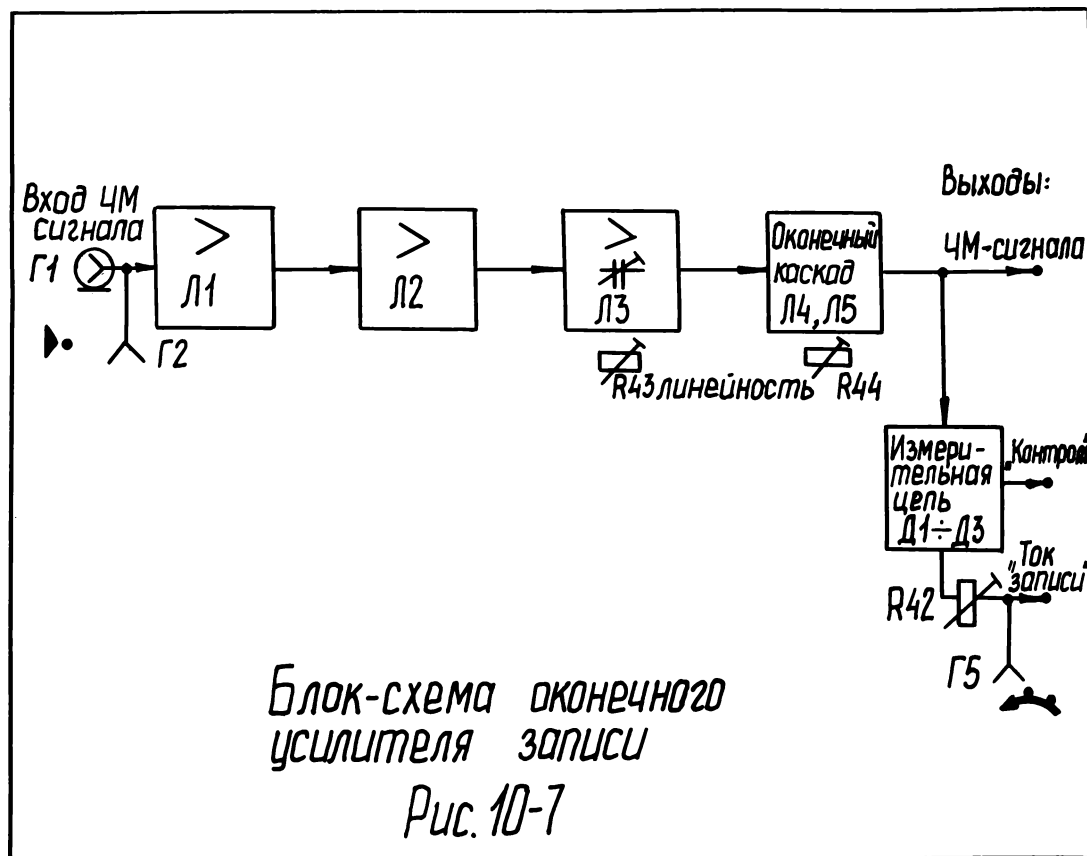 Вход ЧМ
сигнала
Г1
Г2
>
Л1
>
Л2
>
Л3
Оконечный
каскад
Л4, Л5
Выходы:
ЧМ-сигнала
R43 линейность R44
Измери-
тельная
цепь
Д1÷Д3
„Ток
записи"
R42
Г5
Блок-схема оконечного
усилителя записи
Рис. 10-7